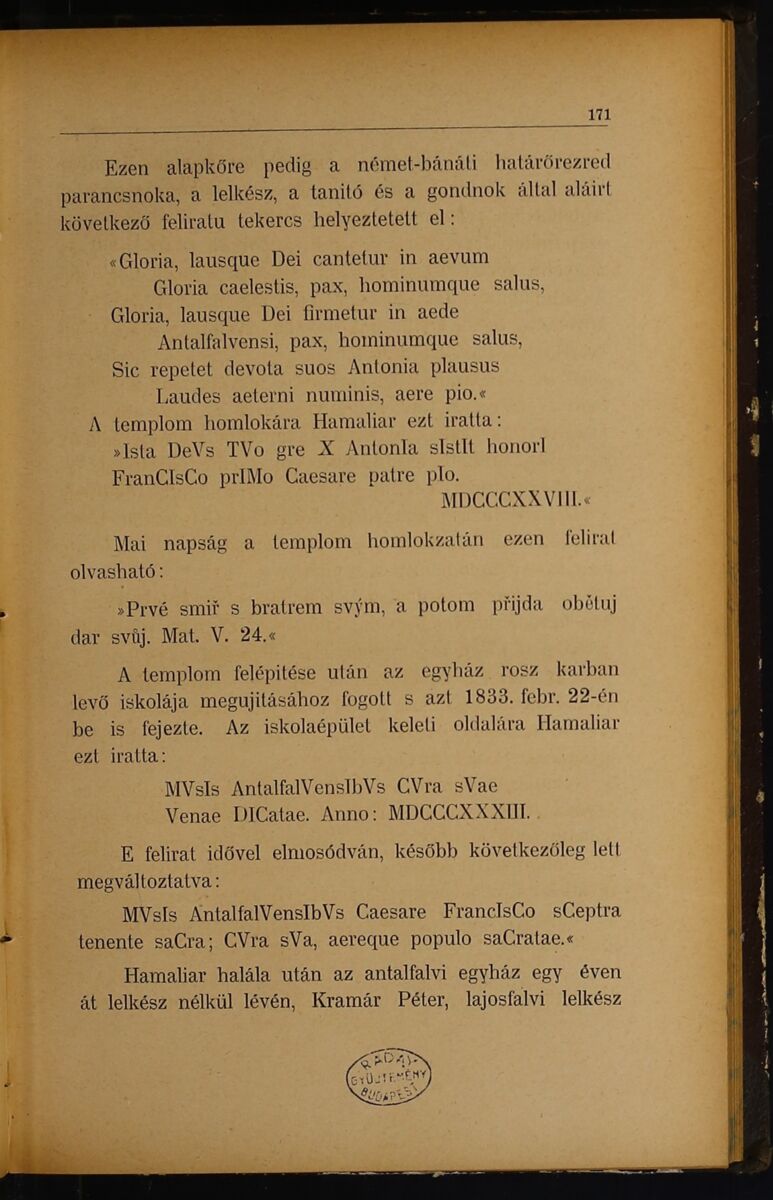 171
Ezen alapkőre pedig a német-bánáti határőrezred
parancsnoka, a lelkész, a tanitó és a gondnok által aláirt
következő feliratu tekercs helyeztetett el:
«Gloria, lausque Dei cantetur in aevum
Gloria caelestis, pax, hominumque salus,
Gloria, lausque Dei firmetur in aede
Antalfalvensi, pax, hominumque salus,
Sic repetet devota suos Antonia plausus
Laudes aeterni numinis, aere pio.«
A templom homlokára Hamaliar ezt iratta:
»Ista DeVs TVo gre X AntonIa sIstIt honorI
FranCIsCo prIMo Caesare patre pIo.
MDCCCXXVIII.«
Mai napság a templom homlokzatán ezen felirat
olvasható:
»Prvé smiř s bratrem svým, a potom přijda obětuj
dar svůj. Mat. V. 24.«
A templom felépitése után az egyház rosz karban
levő iskolája megujitásához fogott s azt 1833. febr. 22-én
be is fejezte. Az iskolaépület keleti oldalára Hamaliar
ezt iratta:
MVsIs AntalfalVensIbVs CVra sVae
Venae DICatae. Anno: MDCCCXXXIII.
E felirat idővel elmosódván, később következőleg lett
megváltoztatva:
MVsIs AntalfalVensIbVs Caesare FrancIsCo sCeptra
tenente saCra; CVra sVa, aereque populo saCratae.«
Hamaliar halála után az antalfalvi egyház egy éven
át lelkész nélkül lévén, Kramár Péter, lajosfalvi lelkész
RÁDAY
GYŰJTEMÉNY
BUDAPEST